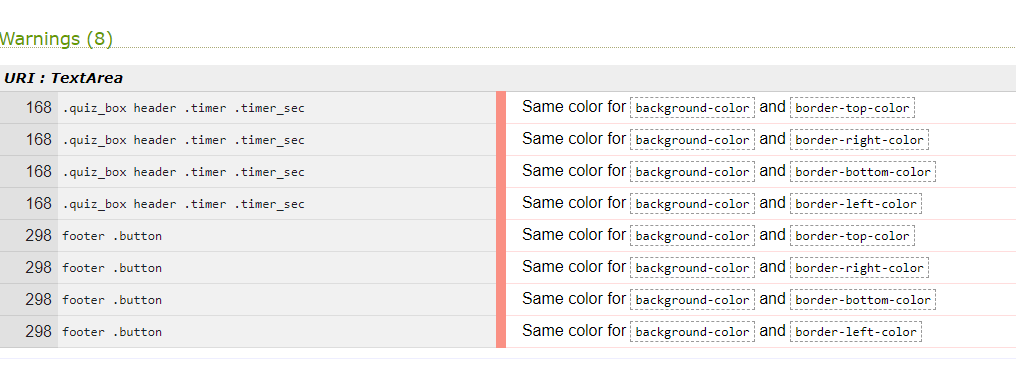 Warnings (8)
URI : TextArea
168 .quiz_box header .timer .timer_sec Same color for background-color and border-top-color
168 .quiz_box header .timer .timer_sec Same color for background-color and border-right-color
168 .quiz_box header .timer .timer_sec Same color for background-color and border-bottom-color
168 .quiz_box header .timer .timer_sec Same color for background-color and border-left-color
298 footer .button Same color for background-color and border-top-color
298 footer .button Same color for background-color and border-right-color
298 footer .button Same color for background-color and border-bottom-color
298 footer .button Same color for background-color and border-left-color